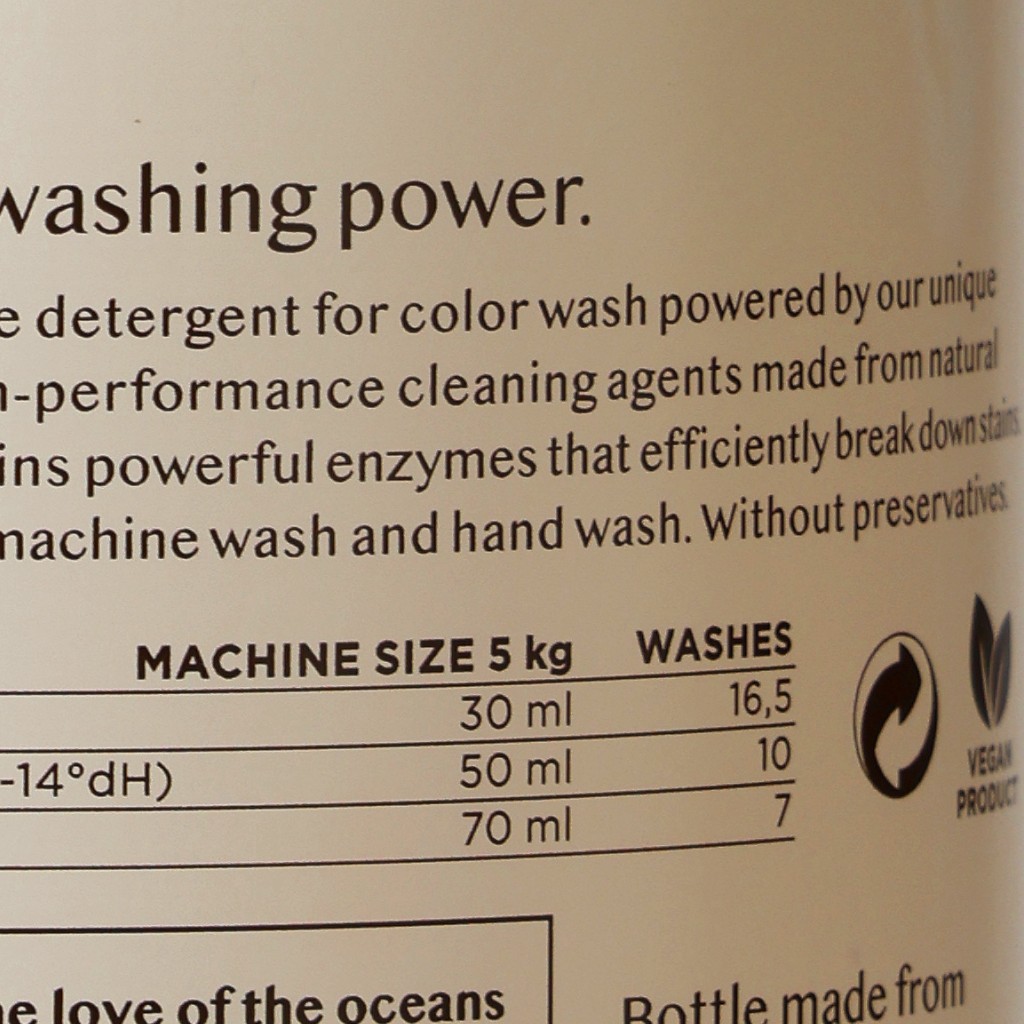 washing power.
e detergent for color wash powered by our unique
-performance cleaning agents made from natural
ins powerful enzymes that efficiently break down stains.
machine wash and hand wash. Without preservatives.
MACHINE SIZE 5 kg WASHES
30 ml 16,5
-14°dH) 50 ml 10
70 ml 7
VEGAN
PRODUCT
e love of the oceans
Bottle made from